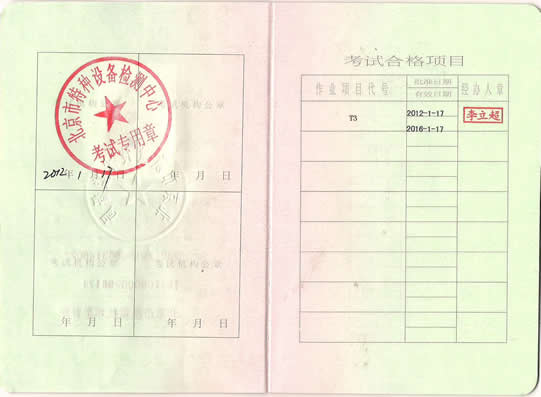 北京市特种设备检测中心
考试专用章
2012年1月17日
年 月 日
考试机构公章
考试机构公章
年 月 日
年 月 日
考试合格项目
作业项目代号
批准日期
有效日期
经办人章
T3
2012-1-17
2016-1-17
李立超